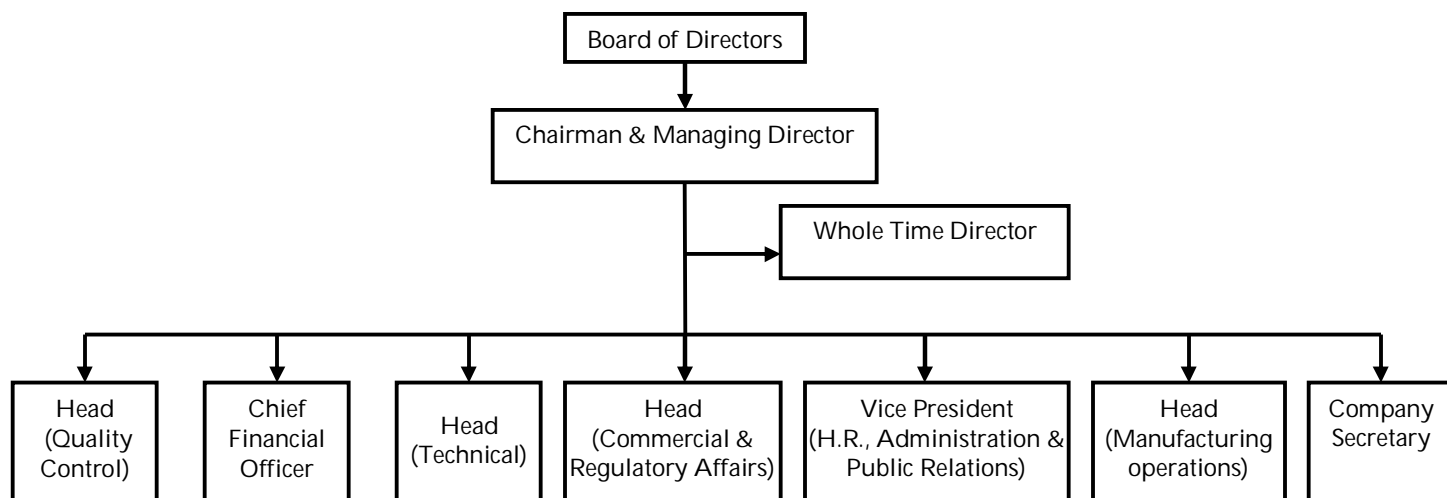 Board of Directors
Chairman & Managing Director
Whole Time Director
Head
(Quality
Control)
Chief
Financial
Officer
Head
(Technical)
Head
(Commercial &
Regulatory Affairs)
Vice President
(H.R., Administration &
Public Relations)
Head
(Manufacturing
operations)
Company
Secretary